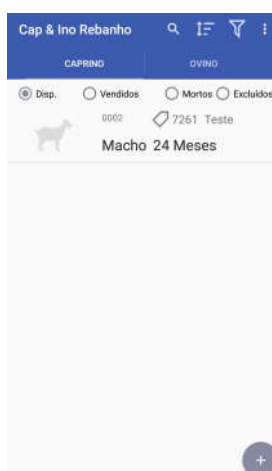 Cap & Ino Rebanho
CAPRINO OVINO
Disp. Vendidos Mortos Excluídos
0002 7261 Teste
Macho 24 Meses